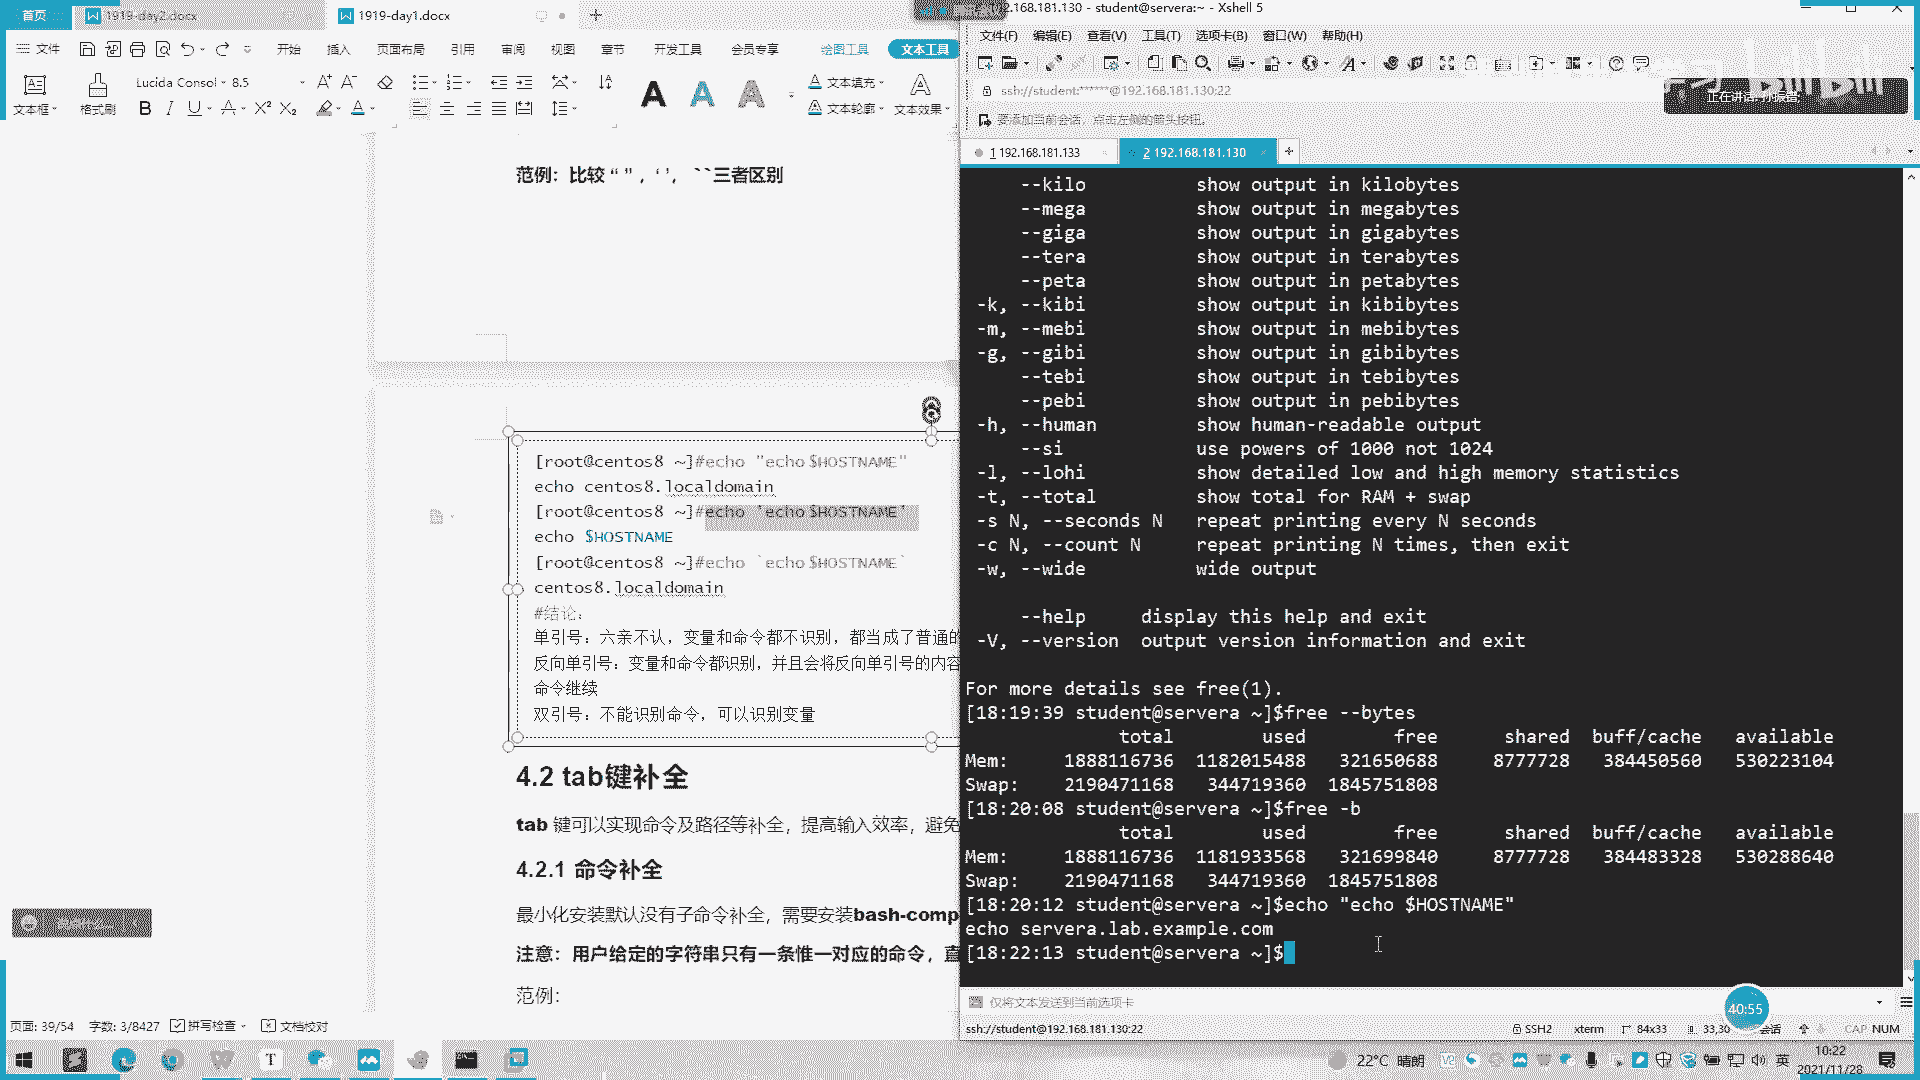 首页
1919-day2.docx
1919-day1.docx
文件
开始
插入
页面布局
引用
审阅
视图
章节
开发工具
会员专享
绘图工具
文本工具
文本框
格式刷
Lucida Consol
8.5
文本填充
文本轮廓
文本效果
范例：比较 “ ” ，‘ ’， ``三者区别
[root@centos8 ~]#echo "echo $HOSTNAME"
echo centos8.localdomain
[root@centos8 ~]#echo 'echo $HOSTNAME'
echo $HOSTNAME
[root@centos8 ~]#echo `echo $HOSTNAME`
centos8.localdomain
#结论：
单引号：六亲不认，变量和命令都不识别，都当成了普通的
反向单引号：变量和命令都识别，并且会将反向单引号的内容
命令继续
双引号：不能识别命令，可以识别变量
4.2 tab键补全
tab 键可以实现命令及路径等补全，提高输入效率，避免
4.2.1 命令补全
最小化安装默认没有子命令补全，需要安装bash-comp
注意：用户给定的字符串只有一条惟一对应的命令，直
范例：
页面: 39/54 字数: 3/8427 拼写检查 文档校对
192.168.181.130 - student@servera:~ - Xshell 5
文件(F) 编辑(E) 查看(V) 工具(T) 选项卡(B) 窗口(W) 帮助(H)
ssh://student:******@192.168.181.130:22
要添加当前会话，点击左侧的箭头按钮。
1 192.168.181.133
2 192.168.181.130
--kilo show output in kilobytes
--mega show output in megabytes
--giga show output in gigabytes
--tera show output in terabytes
--peta show output in petabytes
-k, --kibi show output in kibibytes
-m, --mebi show output in mebibytes
-g, --gibi show output in gibibytes
--tebi show output in tebibytes
--pebi show output in pebibytes
-h, --human show human-readable output
--si use powers of 1000 not 1024
-l, --lohi show detailed low and high memory statistics
-t, --total show total for RAM + swap
-s N, --seconds N repeat printing every N seconds
-c N, --count N repeat printing N times, then exit
-w, --wide wide output
--help display this help and exit
-V, --version output version information and exit
For more details see free(1).
[18:19:39 student@servera ~]$free --bytes
total used free shared buff/cache available
Mem: 1888116736 1182015488 321650688 8777728 384450560 530223104
Swap: 2190471168 344719360 1845751808
[18:20:08 student@servera ~]$free -b
total used free shared buff/cache available
Mem: 1888116736 1181933568 321699840 8777728 384483328 530288640
Swap: 2190471168 344719360 1845751808
[18:20:12 student@servera ~]$echo "echo $HOSTNAME"
echo servera.lab.example.com
[18:22:13 student@servera ~]$
仅将文本发送到当前选项卡
40:55
ssh://student@192.168.181.130:22
SSH2 xterm 84x33 33,30 会话 CAP NUM
22°C 晴朗
英
10:22
2021/11/28